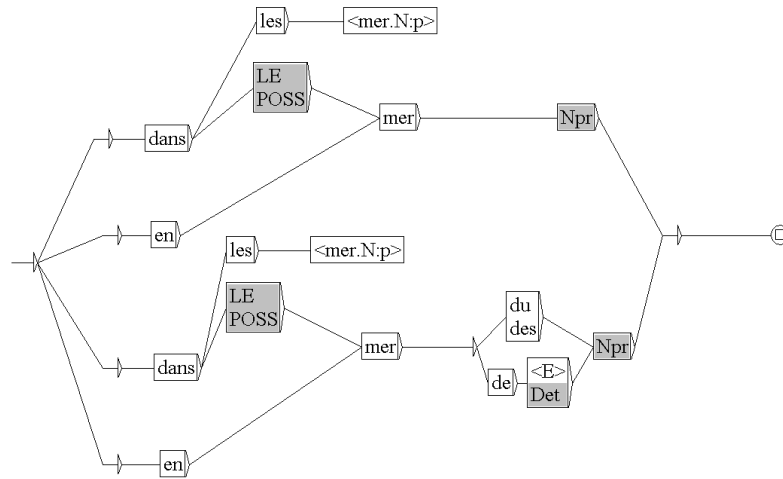 les
<mer.N:p>
LE
POSS
dans
mer
Npr
en
les
<mer.N:p>
LE
POSS
du
des
dans
mer
Npr
de
<E>
Det
en